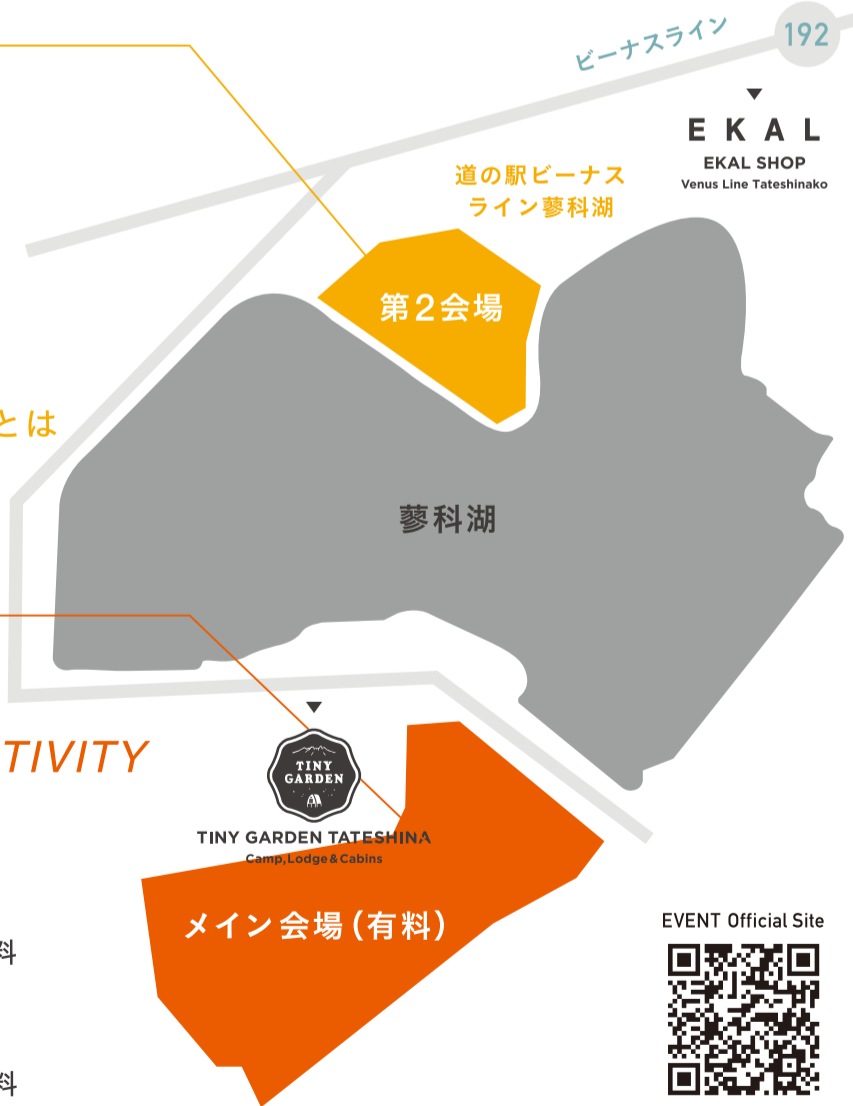 ビーナスライン
192
EKAL
EKAL SHOP
Venus Line Tateshinako
道の駅ビーナス
ライン蓼科湖
第2会場
とは
蓼科湖
TIVITY
TINY
GARDEN
TINY GARDEN TATESHINA
Camp,Lodge&Cabins
メイン会場(有料)
EVENT Official Site
料
料